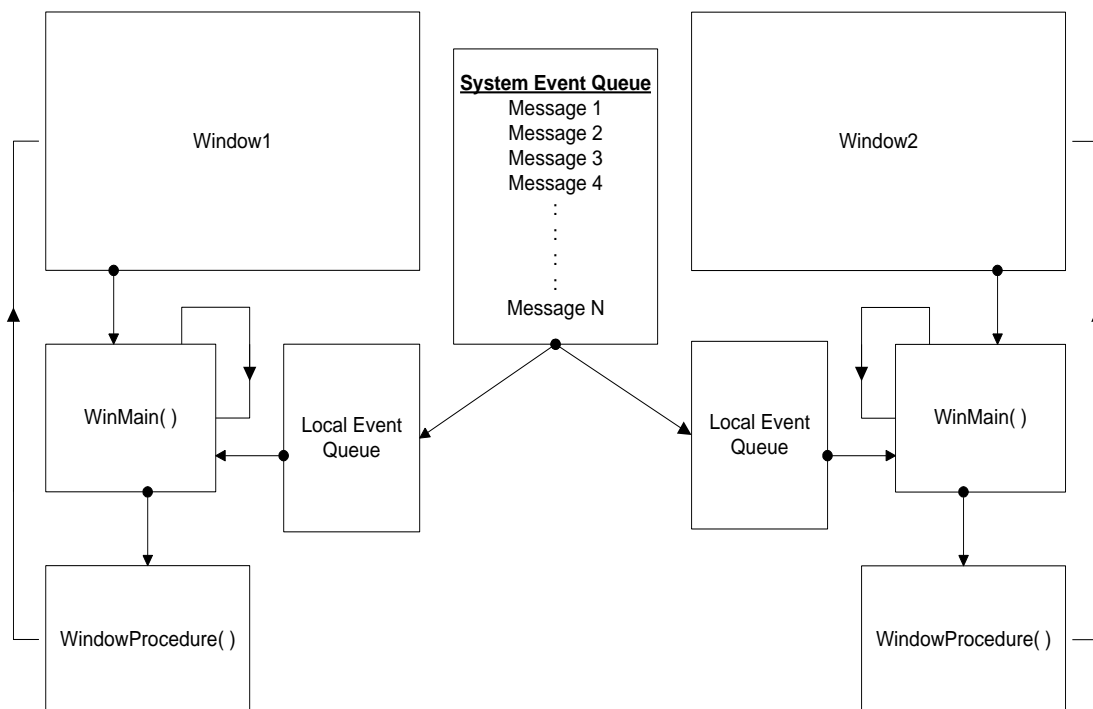 Window1
System Event Queue
Message 1
Message 2
Message 3
Message 4
:
:
:
:
Message N
Window2
WinMain( )
Local Event
Queue
Local Event
Queue
WinMain( )
WindowProcedure( )
WindowProcedure( )